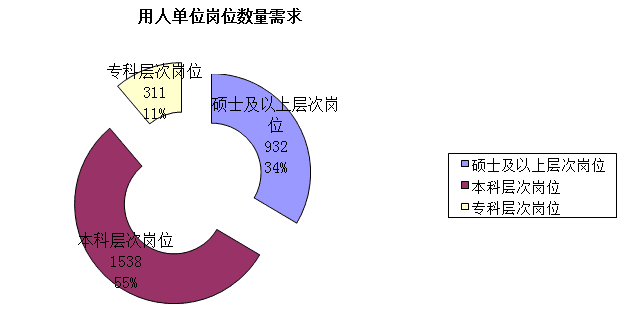 用人单位岗位数量需求
专科层次岗位
311
11%
硕士及以上层次岗
位
932
34%
本科层次岗位
1538
55%
硕士及以上层次岗位
本科层次岗位
专科层次岗位